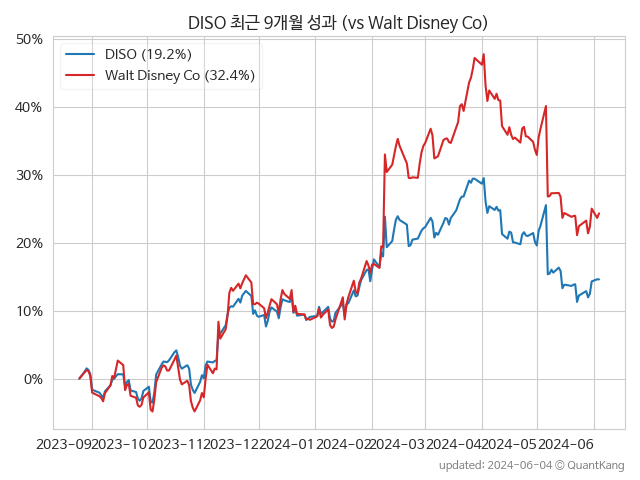 DISO 최근 9개월 성과 (vs Walt Disney Co)
DISO (19.2%)
Walt Disney Co (32.4%)
50%
40%
30%
20%
10%
0%
2023-09 2023-10 2023-11 2023-12 2024-01 2024-02 2024-03 2024-04 2024-05 2024-06
updated: 2024-06-04 © QuantKang